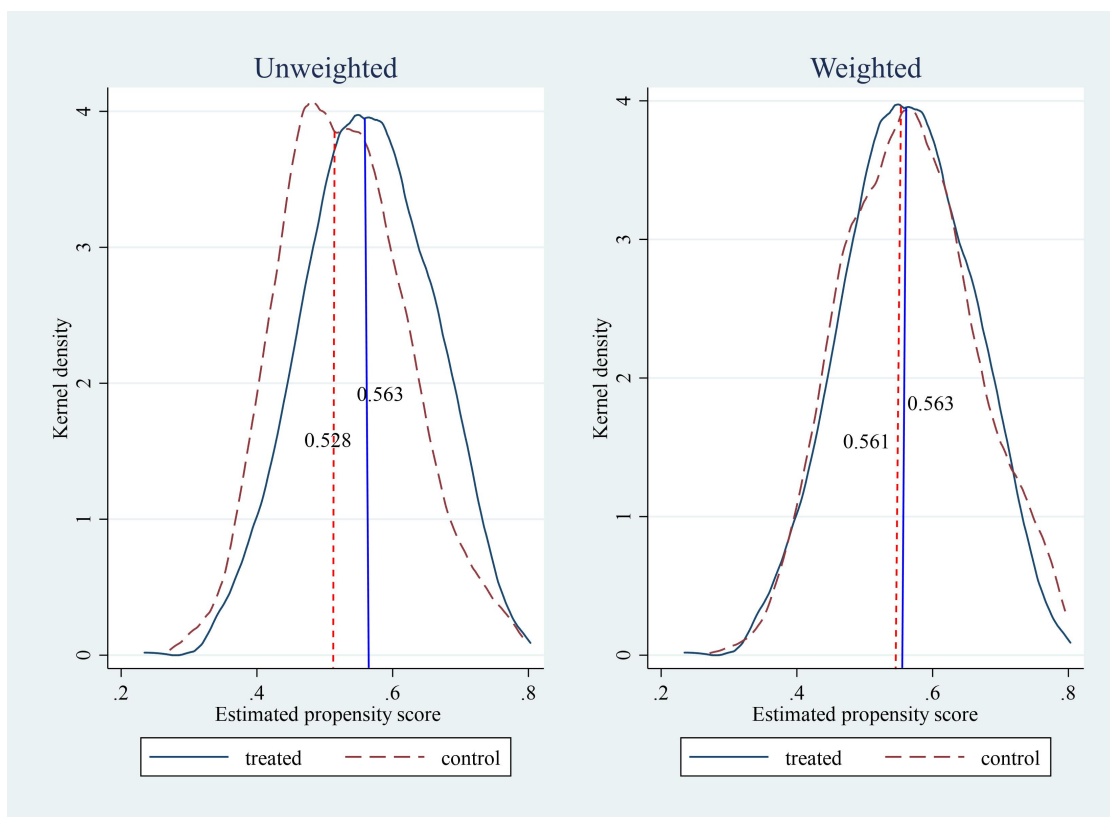 Unweighted
Kernel density
4
3
2
1
0
0.563
0.528
.2 .4 .6 .8
Estimated propensity score
treated control
Weighted
Kernel density
4
3
2
1
0
0.563
0.561
.2 .4 .6 .8
Estimated propensity score
treated control